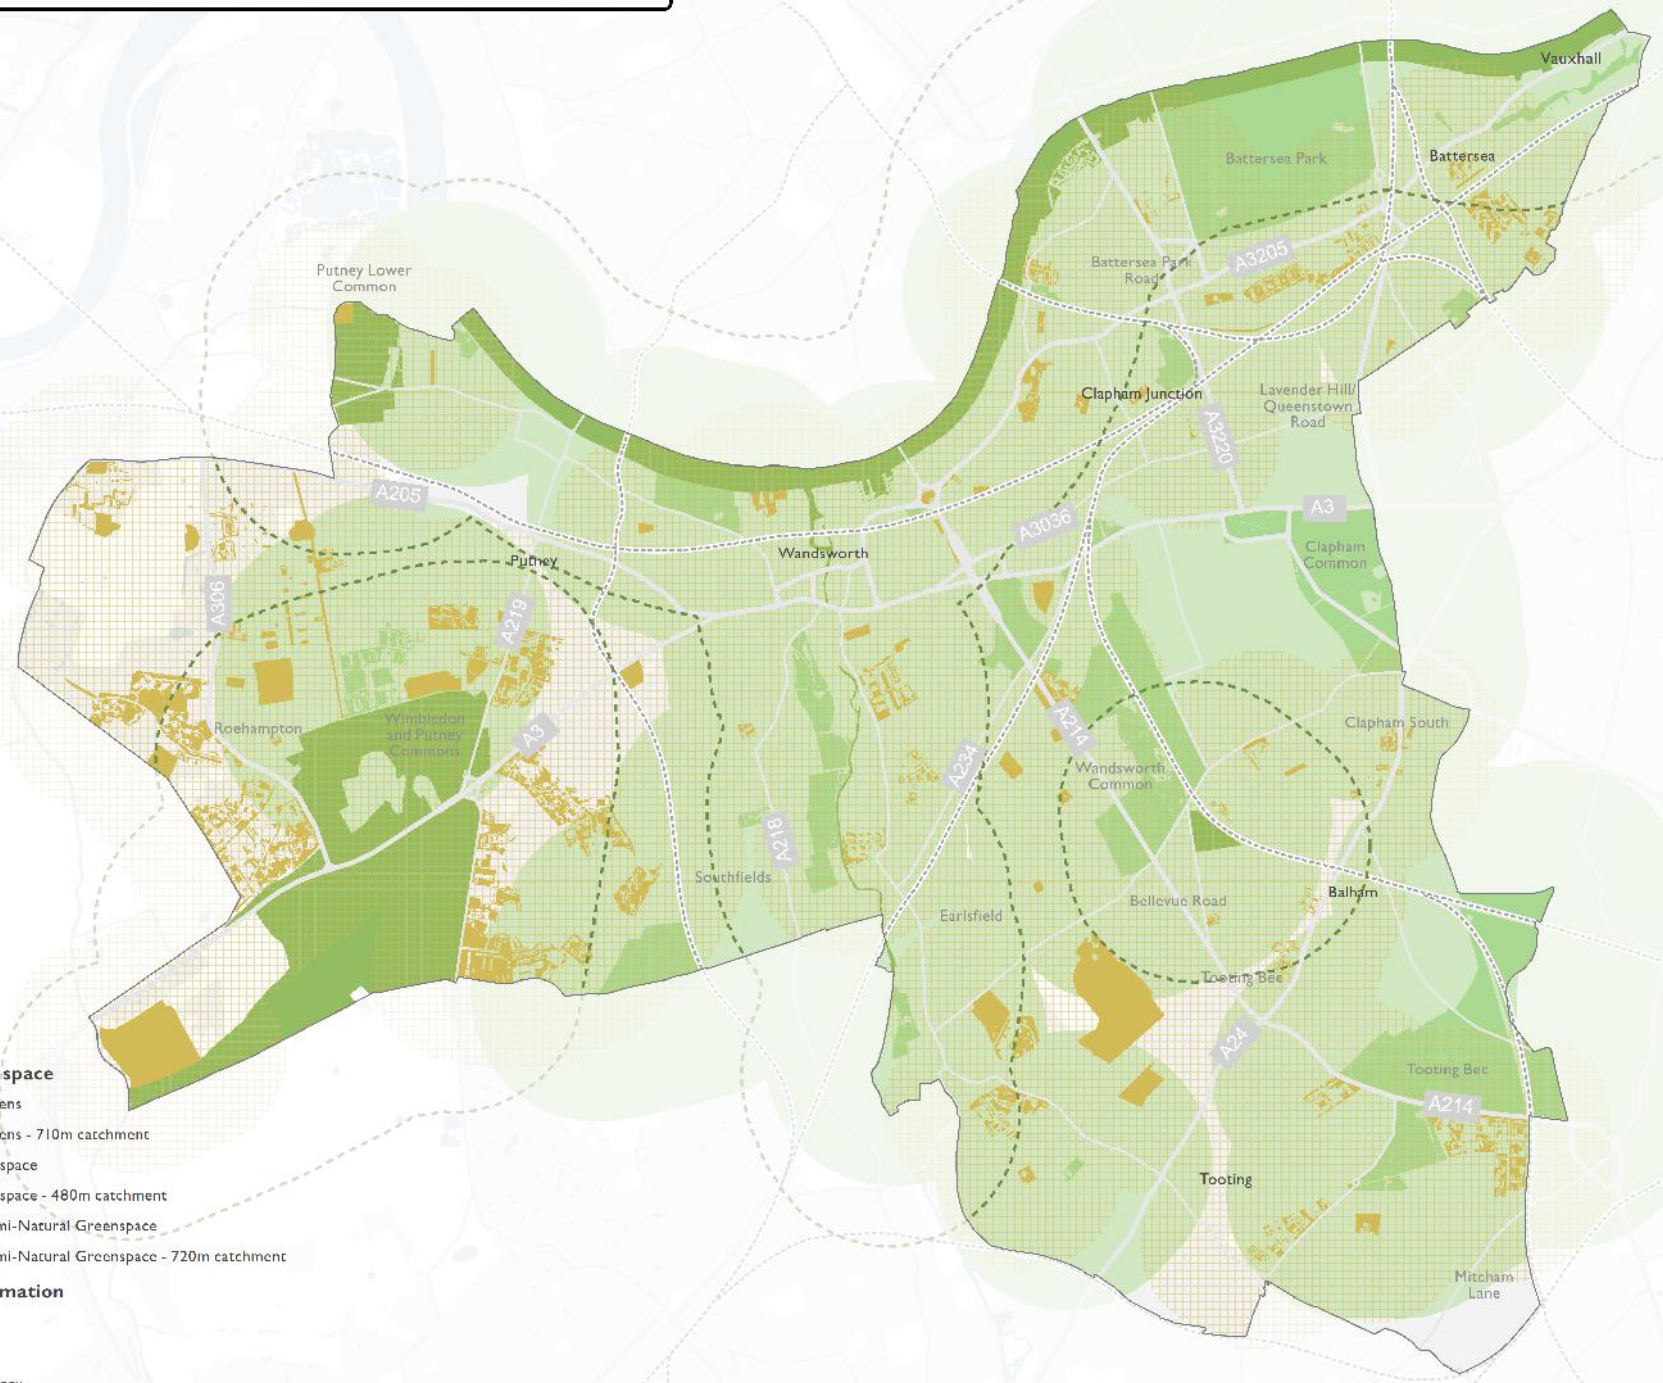 Vauxhall
Battersea
Battersea Park
Putney Lower
Common
A3205
Battersea Park
Road
Clapham Junction
Lavender Hill/
Queenstown
Road
A3220
A205
A3
A3036
Wandsworth
Clapham
Common
Putney
A306
A219
Roehampton
Wimbledon
and Putney
Commons
A3
A214
Clapham South
A234
Wandsworth
Common
A218
Southfields
Balham
Bellevue Road
Earlsfield
Tooting Bec
A24
Tooting Bec
A214
Tooting
Mitcham
Lane
space
ens
ens - 710m catchment
space
space - 480m catchment
mi-Natural Greenspace
mi-Natural Greenspace - 720m catchment
mation